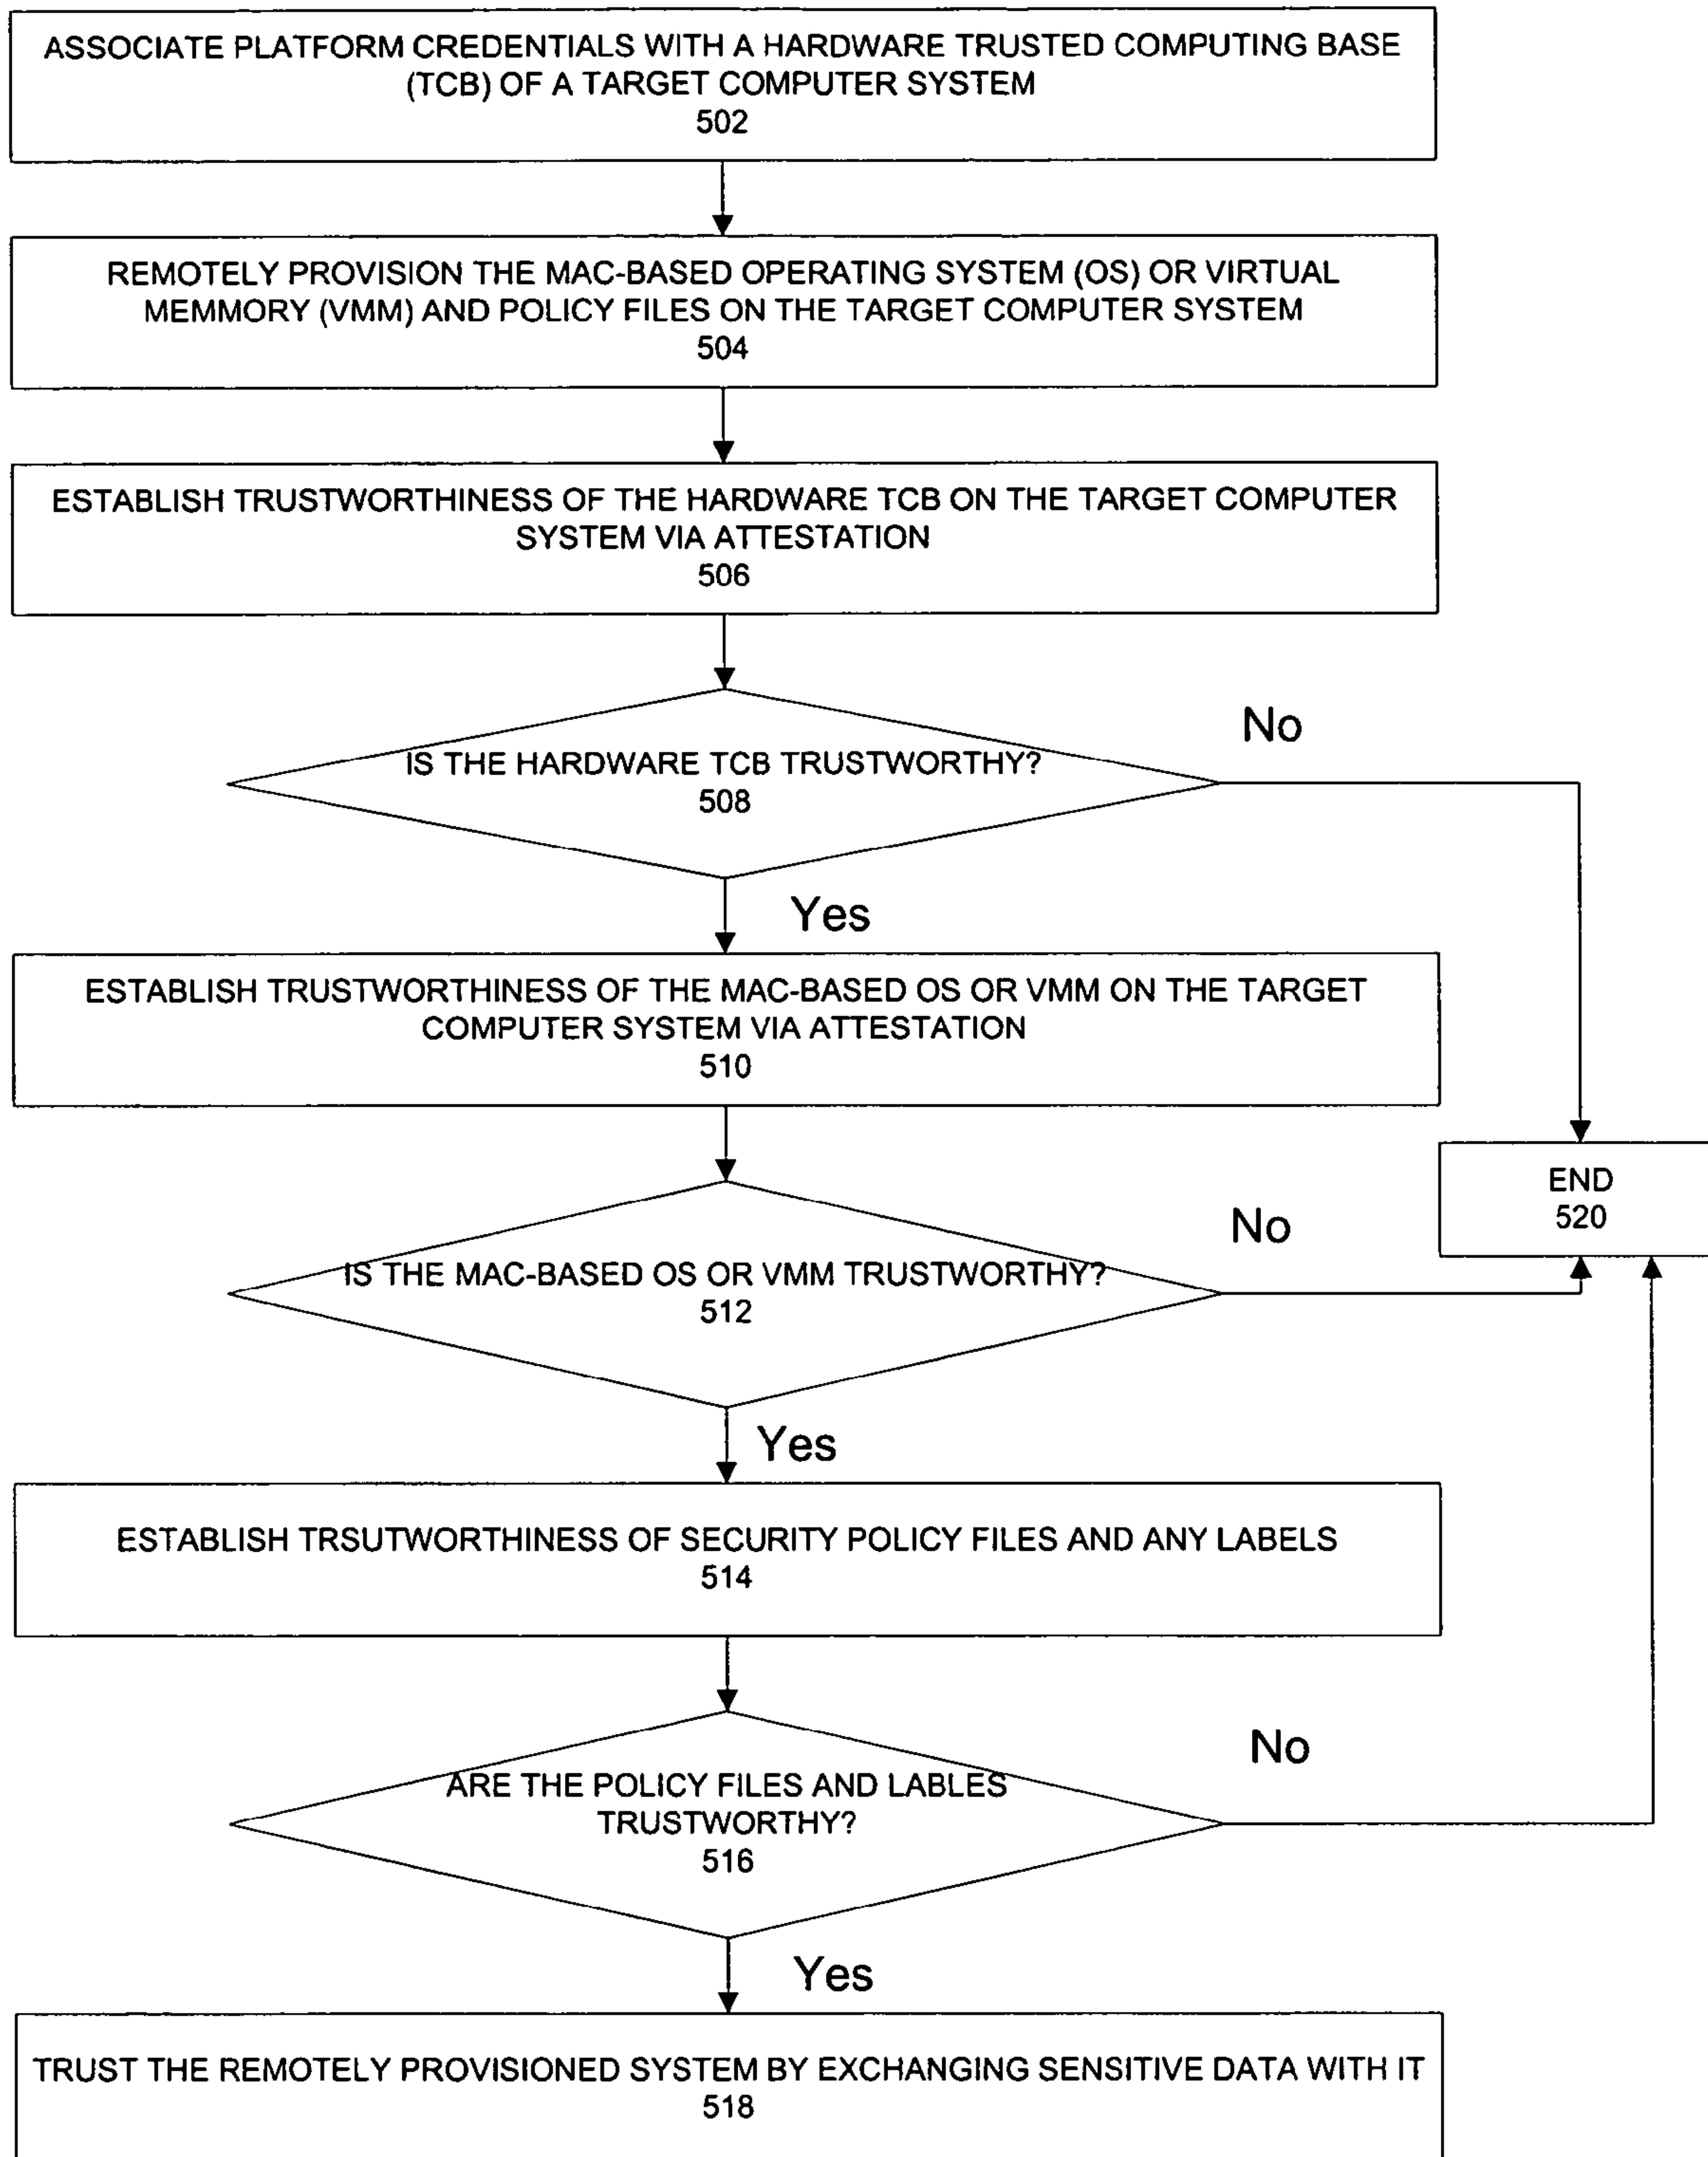 ASSOCIATE PLATFORM CREDENTIALS WITH A HARDWARE TRUSTED COMPUTING BASE
(TCB) OF A TARGET COMPUTER SYSTEM
502
REMOTELY PROVISION THE MAC-BASED OPERATING SYSTEM (OS) OR VIRTUAL
MEMMORY (VMM) AND POLICY FILES ON THE TARGET COMPUTER SYSTEM
504
ESTABLISH TRUSTWORTHINESS OF THE HARDWARE TCB ON THE TARGET COMPUTER
SYSTEM VIA ATTESTATION
506
No
IS THE HARDWARE TCB TRUSTWORTHY?
508
Yes
ESTABLISH TRUSTWORTHINESS OF THE MAC-BASED OS OR VMM ON THE TARGET
COMPUTER SYSTEM VIA ATTESTATION
510
END
520
No
IS THE MAC-BASED OS OR VMM TRUSTWORTHY?
512
Yes
ESTABLISH TRSUTWORTHINESS OF SECURITY POLICY FILES AND ANY LABELS
514
No
ARE THE POLICY FILES AND LABLES
TRUSTWORTHY?
516
Yes
TRUST THE REMOTELY PROVISIONED SYSTEM BY EXCHANGING SENSITIVE DATA WITH IT
518